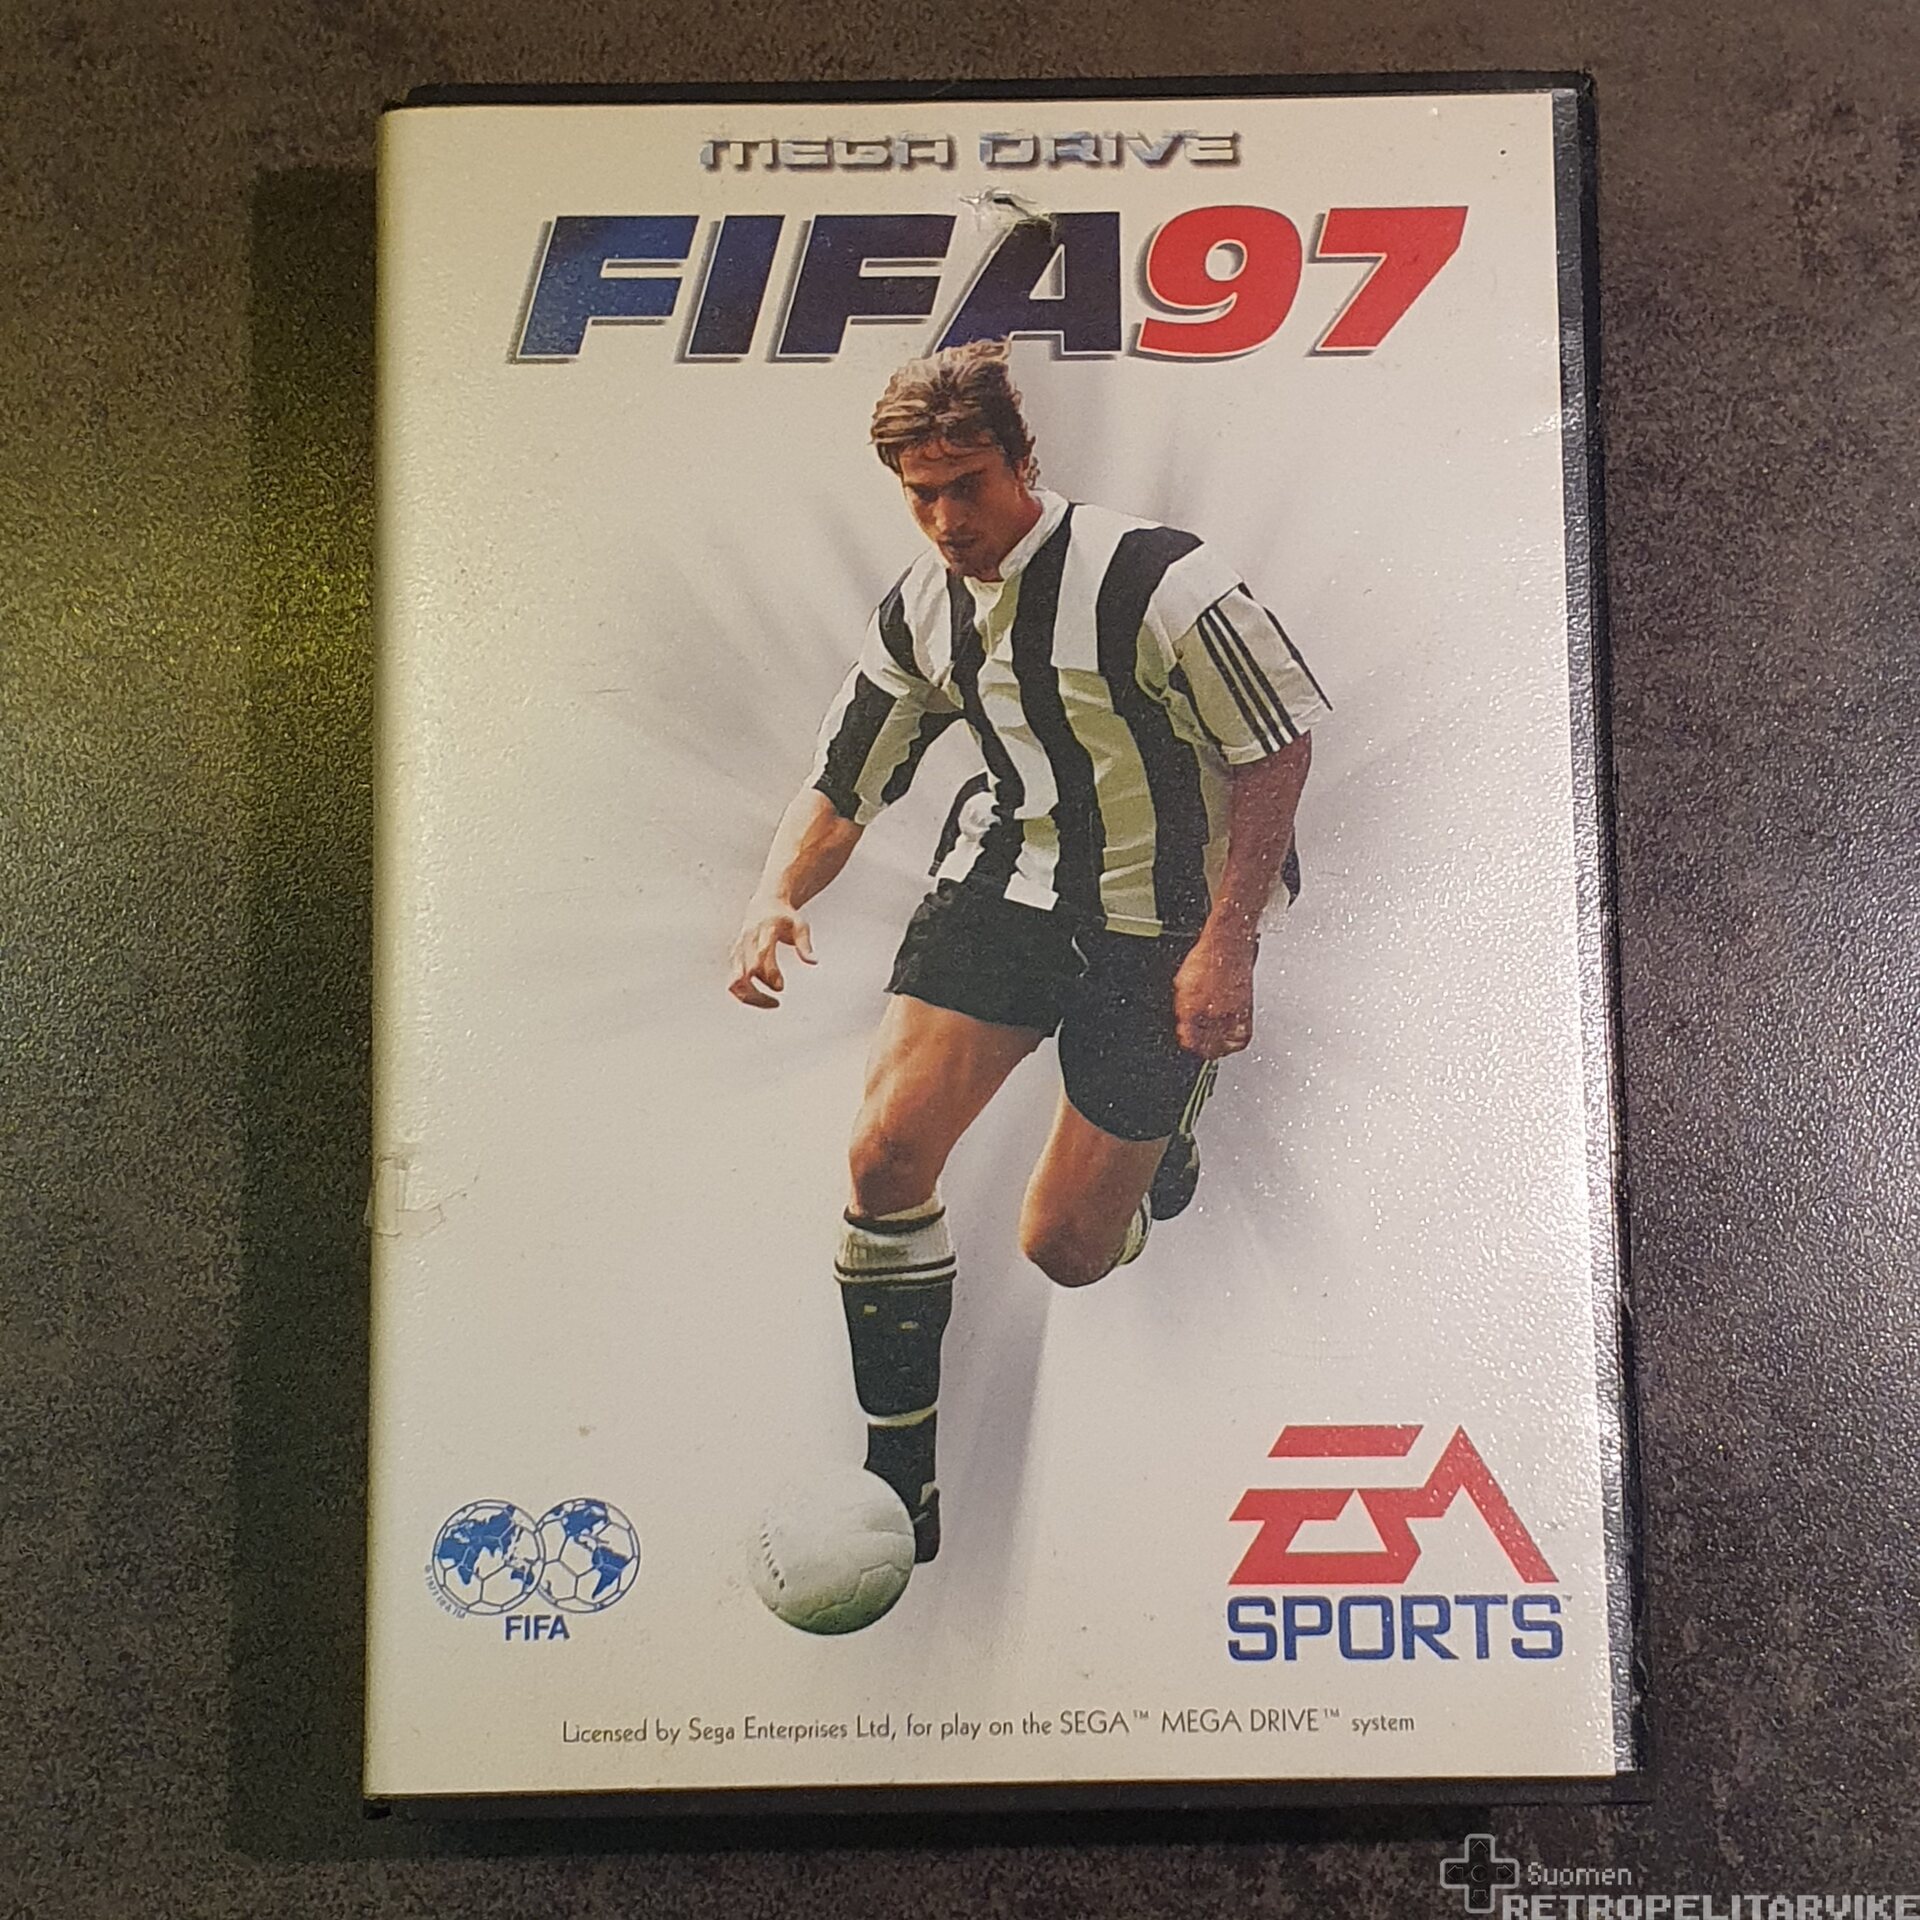 MEGA DRIVE
FIFA97
FIFA
EA
SPORTS
Licensed by Sega Enterprises Ltd, for play on the SEGA™ MEGA DRIVE™ system
Suomen
RETROPELITARVIKE